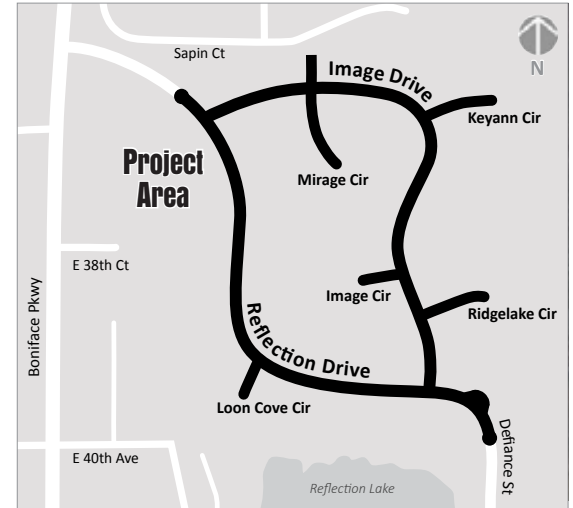 Sapin Ct
N
Image Drive
Keyann Cir
Project
Area
Mirage Cir
E 38th Ct
Boniface Pkwy
Image Cir
Ridgelake Cir
Reflection Drive
Loon Cove Cir
Defiance St
E 40th Ave
Reflection Lake